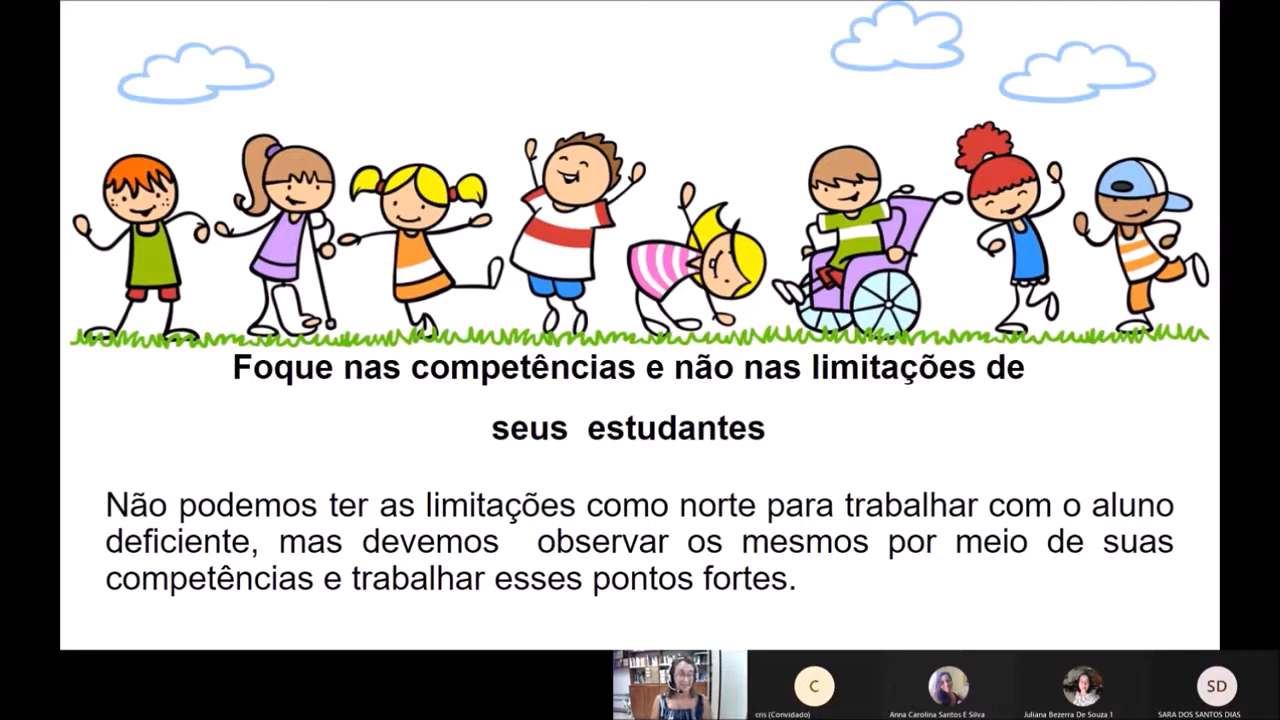 Foque nas competências e não nas limitações de
seus estudantes
Não podemos ter as limitações como norte para trabalhar com o aluno
deficiente, mas devemos observar os mesmos por meio de suas
competências e trabalhar esses pontos fortes.
C
SD
cris (Convidado)
Anna Carolina Santos E Silva
Juliana Bezerra De Souza 1
SARA DOS SANTOS DIAS